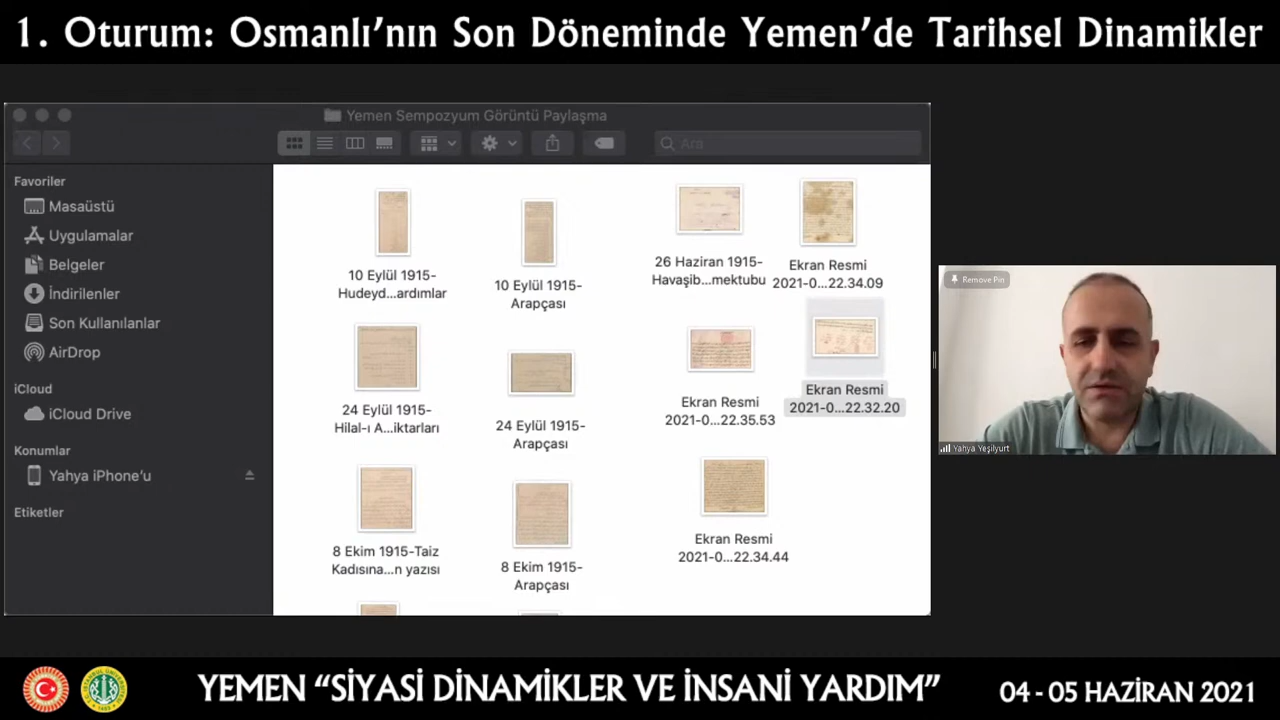 1. Oturum: Osmanlı’nın Son Döneminde Yemen’de Tarihsel Dinamikler
Yemen Sempozyum Görüntü Paylaşma
Ara
Favoriler
Masaüstü
Uygulamalar
Belgeler
İndirilenler
Son Kullanılanlar
AirDrop
iCloud
iCloud Drive
Konumlar
Yahya iPhone’u
Etiketler
10 Eylül 1915-
Hudeyd...ardımlar
10 Eylül 1915-
Arapçası
26 Haziran 1915-
Havaşib...mektubu
Ekran Resmi
2021-0...22.34.09
24 Eylül 1915-
Hilal-ı A...iktarları
24 Eylül 1915-
Arapçası
Ekran Resmi
2021-0...22.35.53
Ekran Resmi
2021-0...22.32.20
8 Ekim 1915-Taiz
Kadısına...n yazısı
8 Ekim 1915-
Arapçası
Ekran Resmi
2021-0...22.34.44
Remove Pin
Yahya Yeşilyurt
YEMEN “SİYASİ DİNAMİKLER VE İNSANİ YARDIM”
04 - 05 HAZİRAN 2021